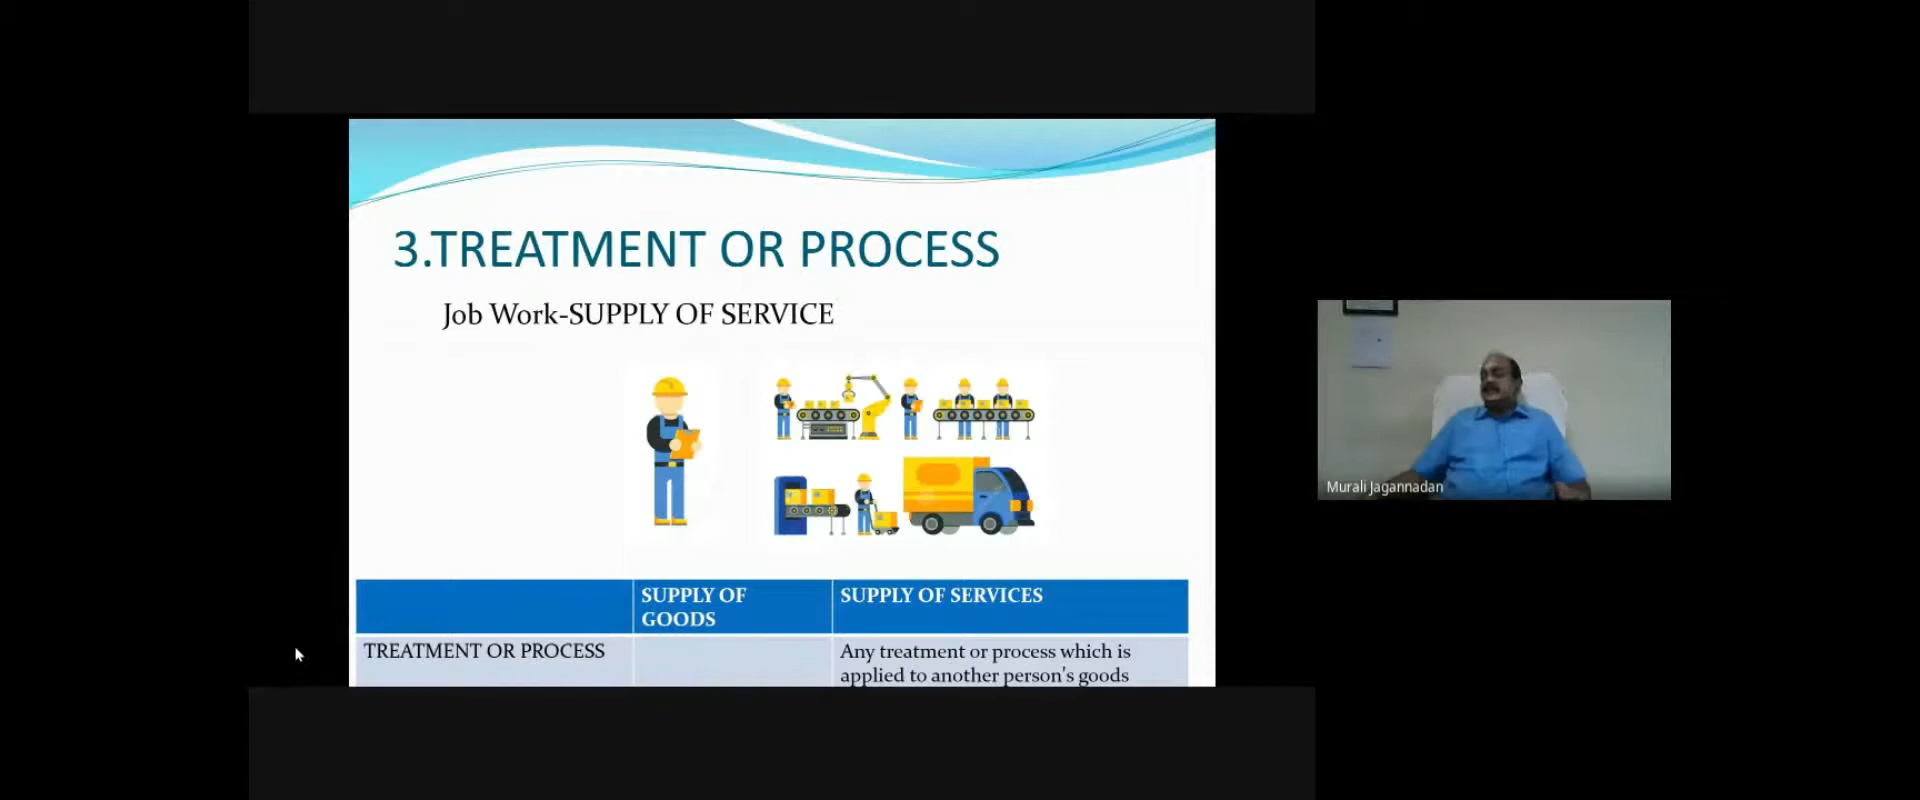 3.TREATMENT OR PROCESS
Job Work-SUPPLY OF SERVICE
SUPPLY OF
GOODS
SUPPLY OF SERVICES
TREATMENT OR PROCESS
Any treatment or process which is
applied to another person's goods
Murali Jagannadan